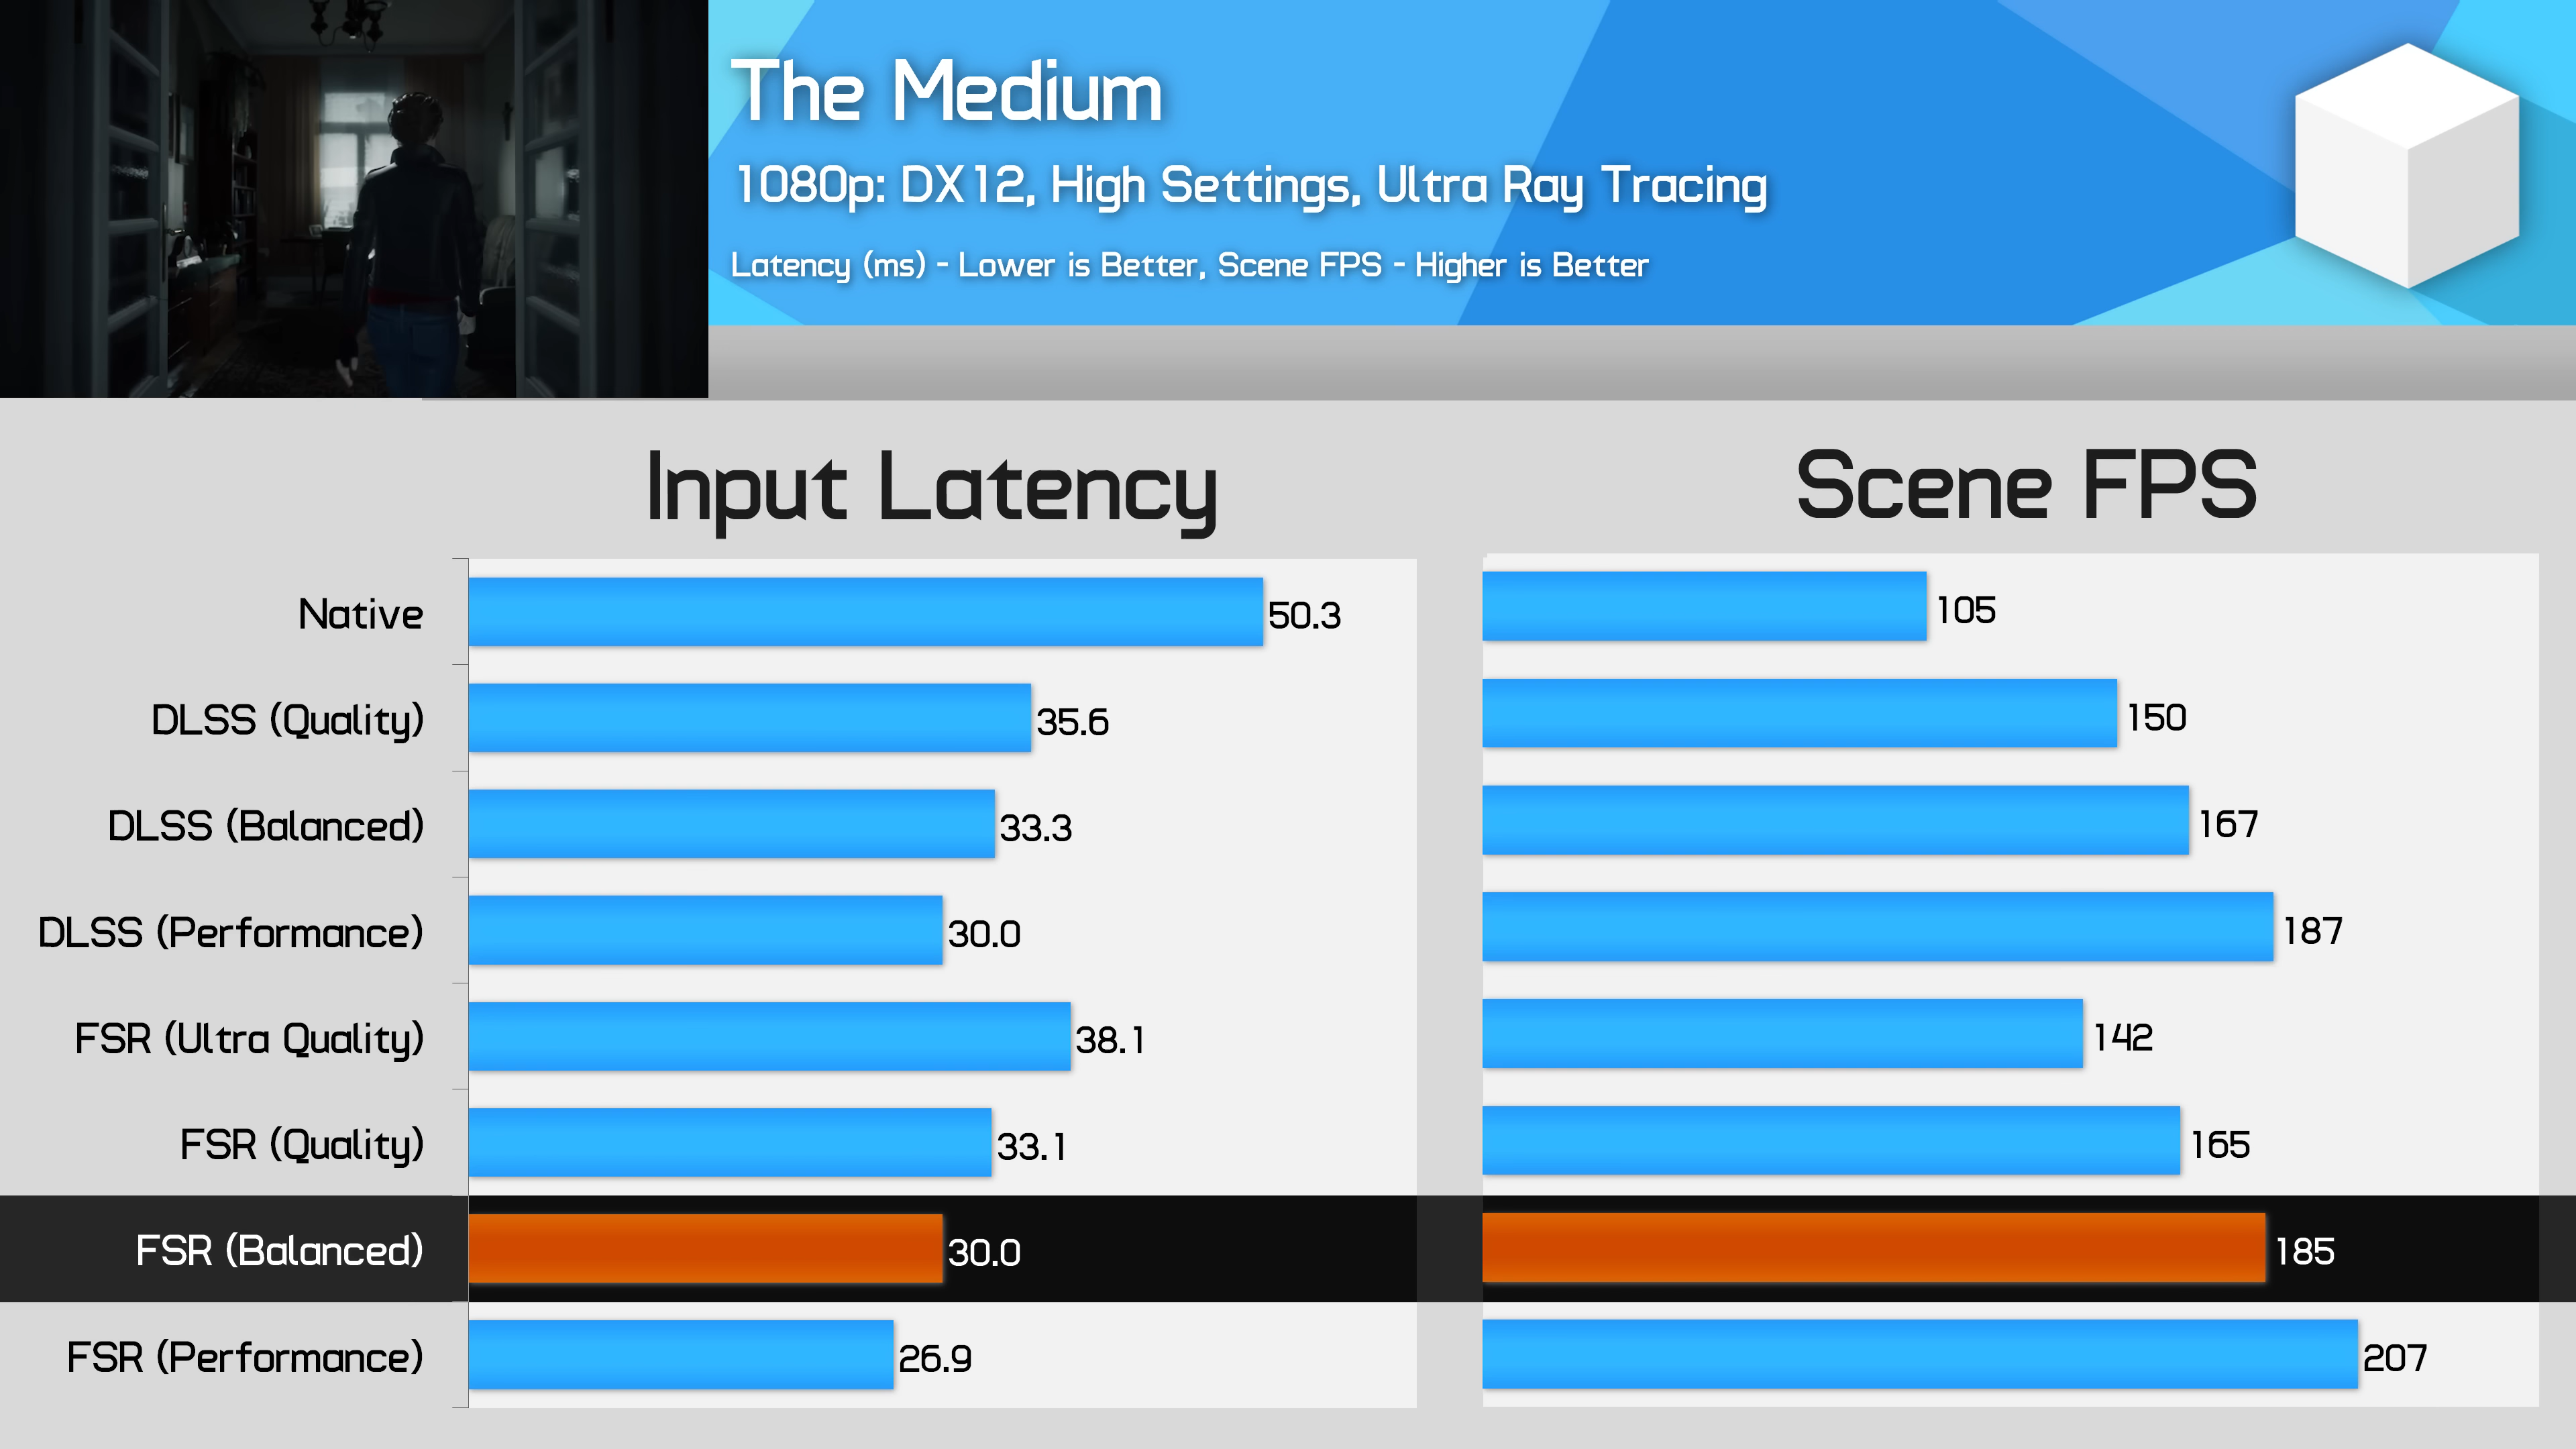 The Medium
1080p: DX12, High Settings, Ultra Ray Tracing
Latency (ms) - Lower is Better, Scene FPS - Higher is Better
Input Latency
Scene FPS
Native 50.3 105
DLSS (Quality) 35.6 150
DLSS (Balanced) 33.3 167
DLSS (Performance) 30.0 187
FSR (Ultra Quality) 38.1 142
FSR (Quality) 33.1 165
FSR (Balanced) 30.0 185
FSR (Performance) 26.9 207